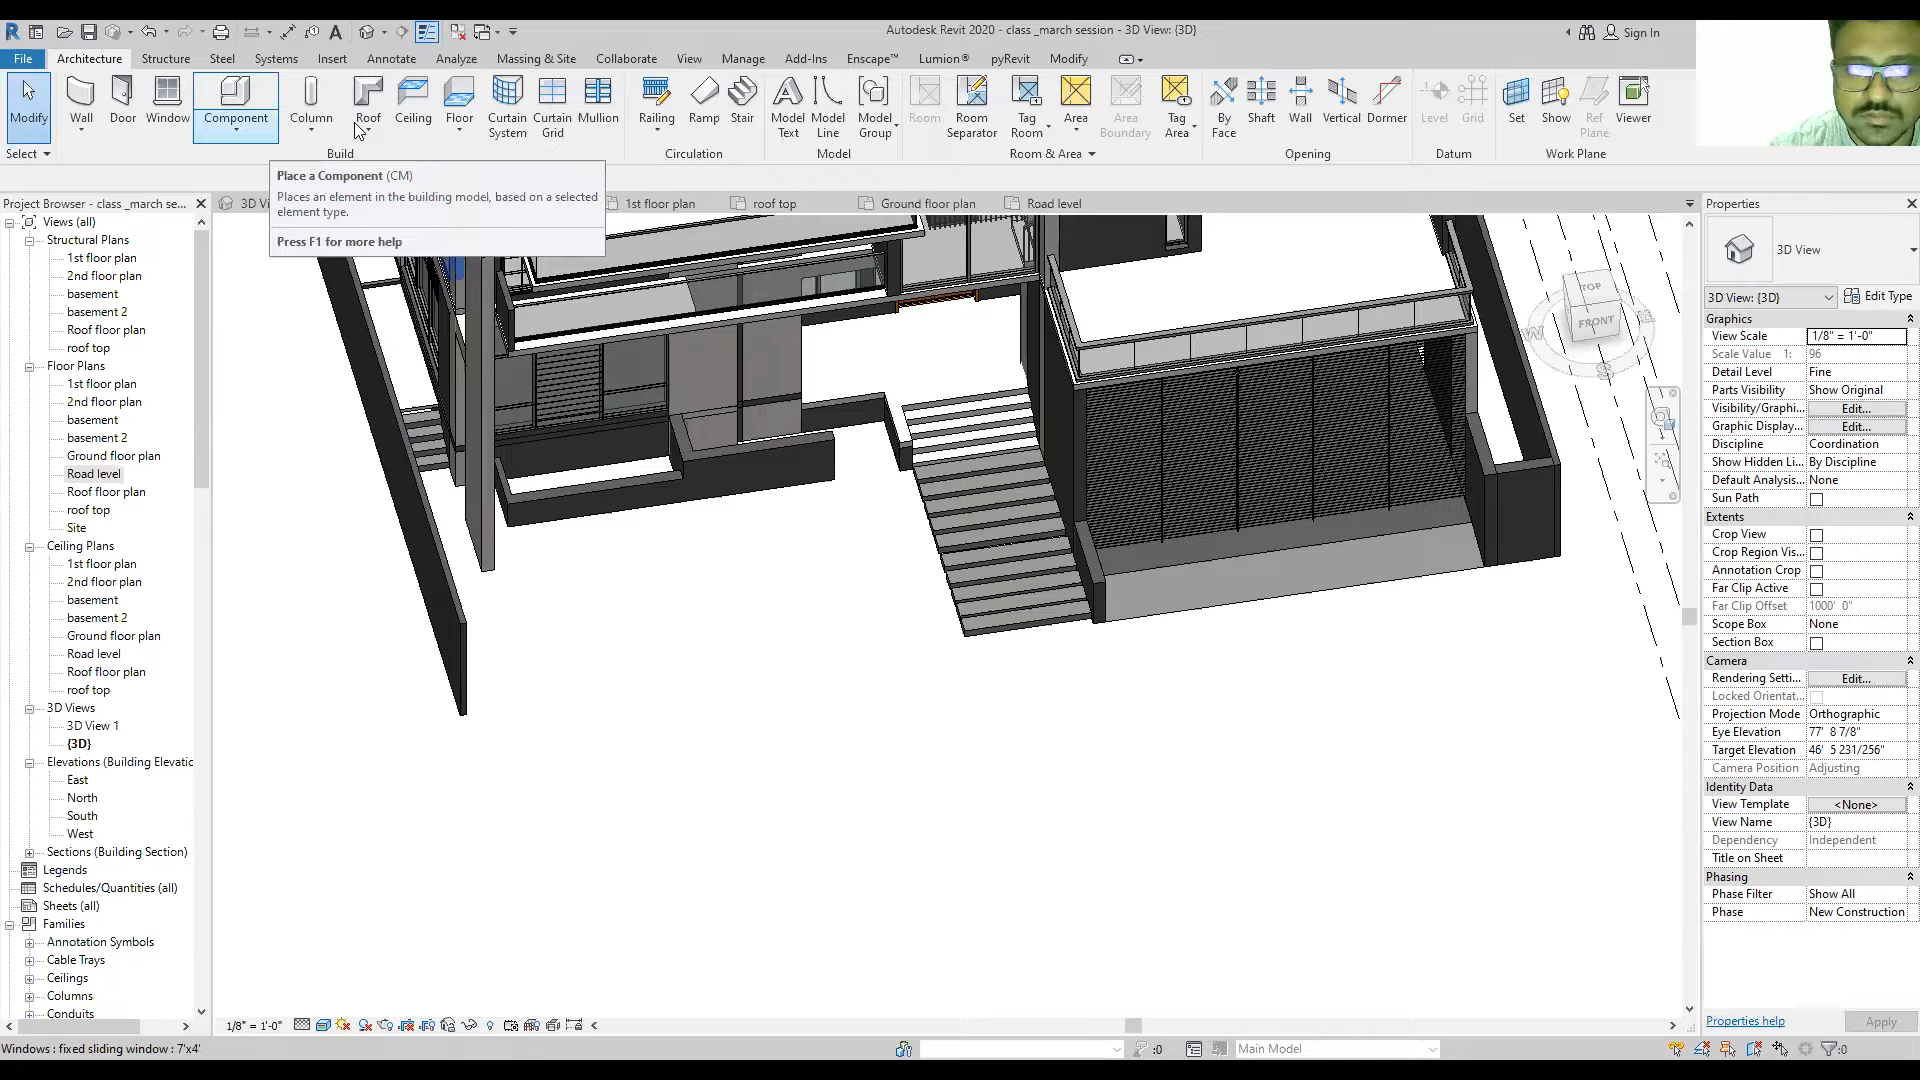 Autodesk Revit 2020 - class _march session - 3D View: {3D}
Sign In
File
Architecture
Structure
Steel
Systems
Insert
Annotate
Analyze
Massing & Site
Collaborate
View
Manage
Add-Ins
Enscape™
Lumion®
pyRevit
Modify
Modify
Wall
Door
Window
Component
Column
Roof
Ceiling
Floor
Curtain System
Curtain Grid
Mullion
Railing
Ramp
Stair
Model Text
Model Line
Model Group
Room
Room Separator
Tag Room
Area
Area Boundary
Tag Area
By Face
Shaft
Wall
Vertical
Dormer
Level
Grid
Set
Show
Ref Plane
Viewer
Select
Build
Circulation
Model
Room & Area
Opening
Datum
Work Plane
Place a Component (CM)
Places an element in the building model, based on a selected
element type.
Press F1 for more help
Project Browser - class _march se...
3D Vi
1st floor plan
roof top
Ground floor plan
Road level
Views (all)
Structural Plans
1st floor plan
2nd floor plan
basement
basement 2
Roof floor plan
roof top
Floor Plans
1st floor plan
2nd floor plan
basement
basement 2
Ground floor plan
Road level
Roof floor plan
roof top
Site
Ceiling Plans
1st floor plan
2nd floor plan
basement
basement 2
Ground floor plan
Road level
Roof floor plan
roof top
3D Views
3D View 1
{3D}
Elevations (Building Elevatic
East
North
South
West
Sections (Building Section)
Legends
Schedules/Quantities (all)
Sheets (all)
Families
Annotation Symbols
Cable Trays
Ceilings
Columns
Conduits
TOP
FRONT
W
S
Properties
3D View
3D View: {3D}
Edit Type
Graphics
View Scale 1/8" = 1'-0"
Scale Value 1: 96
Detail Level Fine
Parts Visibility Show Original
Visibility/Graphi... Edit...
Graphic Display... Edit...
Discipline Coordination
Show Hidden Li... By Discipline
Default Analysis... None
Sun Path
Extents
Crop View
Crop Region Vis...
Annotation Crop
Far Clip Active
Far Clip Offset 1000' 0"
Scope Box None
Section Box
Camera
Rendering Setti... Edit...
Locked Orientat...
Projection Mode Orthographic
Eye Elevation 77' 8 7/8"
Target Elevation 46' 5 231/256"
Camera Position Adjusting
Identity Data
View Template <None>
View Name {3D}
Dependency Independent
Title on Sheet
Phasing
Phase Filter Show All
Phase New Construction
Properties help
Apply
1/8" = 1'-0"
Windows : fixed sliding window : 7'x4'
:0
Main Model
:0